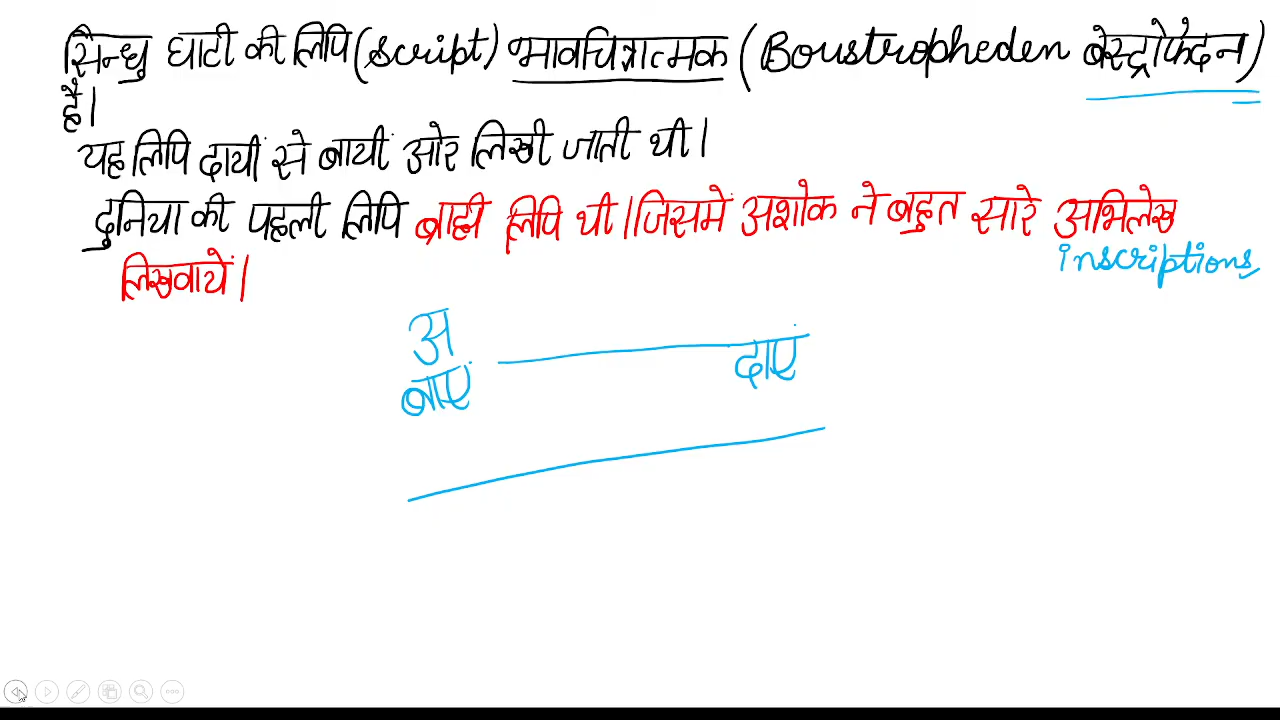 सिन्धु घाटी की लिपि (script) भावचित्रात्मक (Boustropheden बोस्ट्रोफेदन)
है।
यह लिपि दायीं से बायीं ओर लिखी जाती थी।
दुनिया की पहली लिपि ब्राह्मी लिपि थी। जिसमें अशोक ने बहुत सारे अभिलेख
inscriptions
लिखवायें।
अ
बाएं दाएं